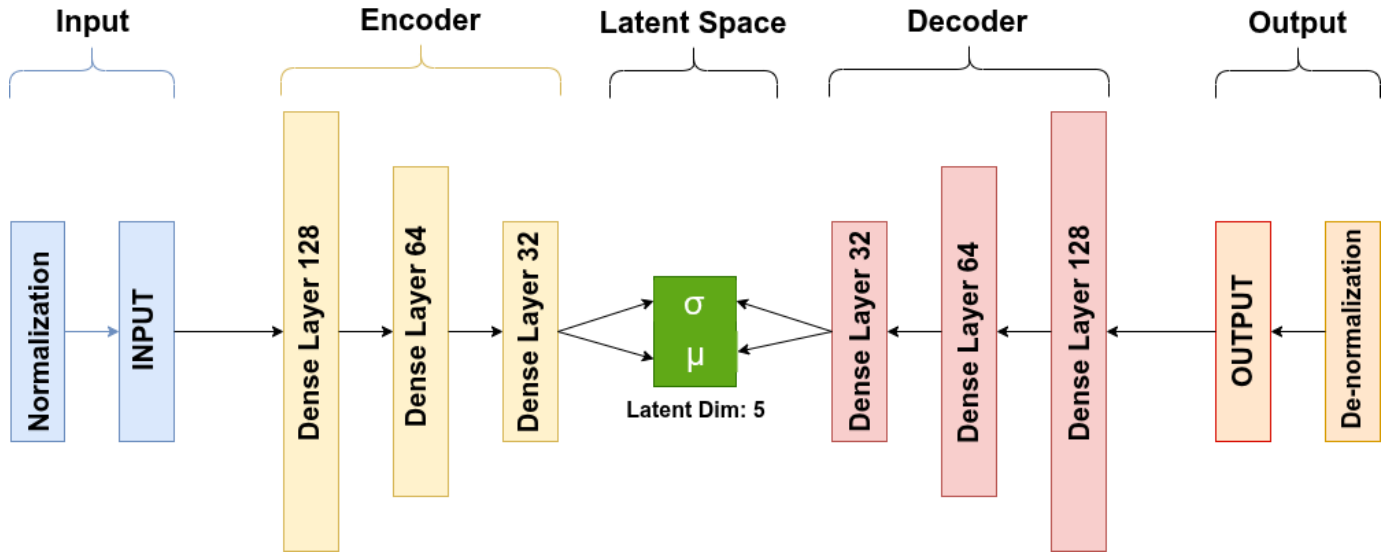 Input
Encoder
Latent Space
Decoder
Output
Normalization
INPUT
Dense Layer 128
Dense Layer 64
Dense Layer 32
σ
μ
Latent Dim: 5
Dense Layer 32
Dense Layer 64
Dense Layer 128
OUTPUT
De-normalization